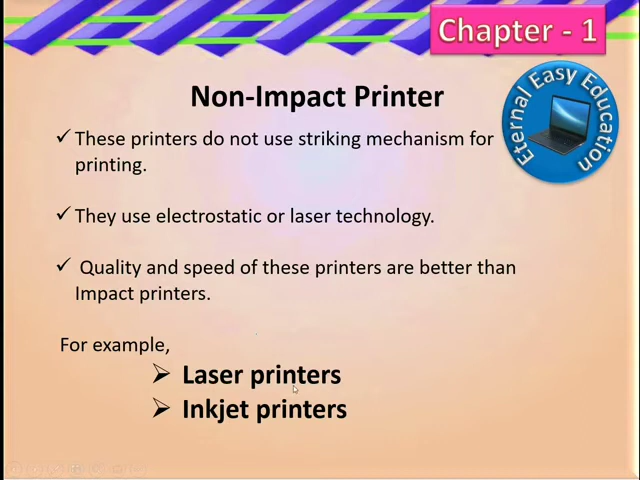 Chapter - 1
Eternal Easy Education
Non-Impact Printer
✓ These printers do not use striking mechanism for
printing.
✓ They use electrostatic or laser technology.
✓ Quality and speed of these printers are better than
Impact printers.
For example,
➢ Laser printers
➢ Inkjet printers